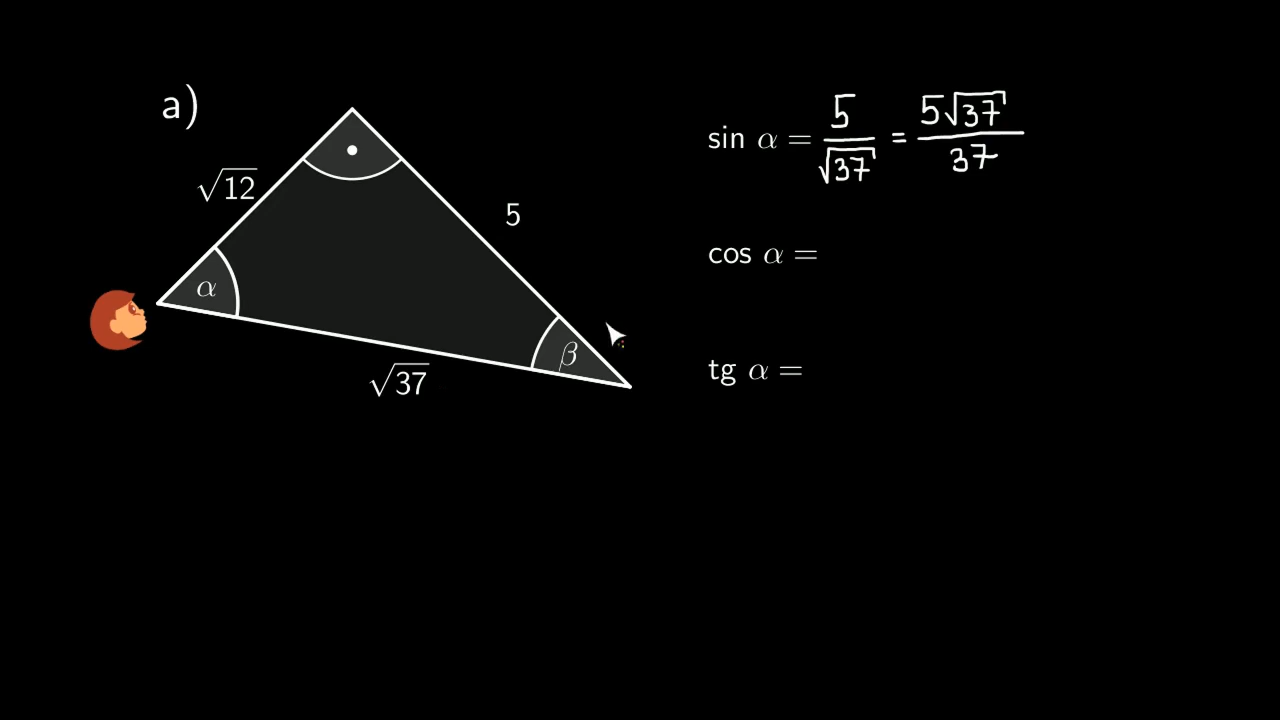 a)
√12
5
α
β
√37
sin α = 5/√37 = 5√37/37
cos α =
tg α =